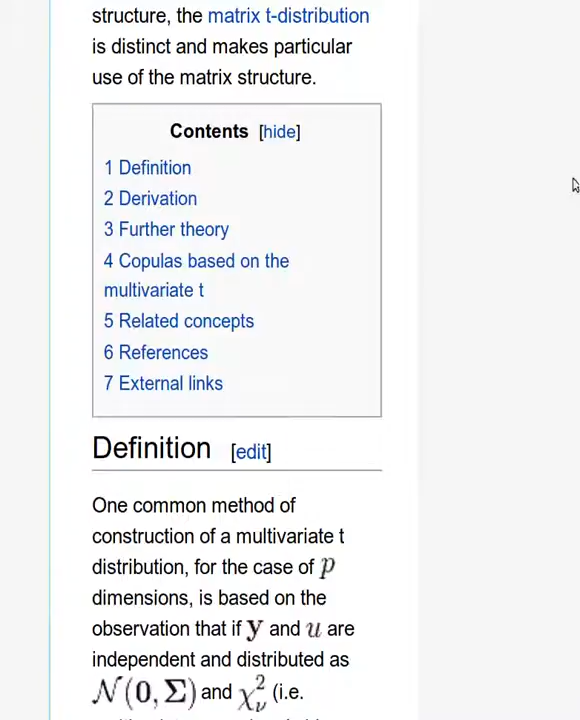 structure, the matrix t-distribution
is distinct and makes particular
use of the matrix structure.
Contents [hide]
1 Definition
2 Derivation
3 Further theory
4 Copulas based on the
multivariate t
5 Related concepts
6 References
7 External links
Definition [edit]
One common method of
construction of a multivariate t
distribution, for the case of p
dimensions, is based on the
observation that if y and u are
independent and distributed as
𝒩(0, Σ) and χ²ᵥ (i.e.